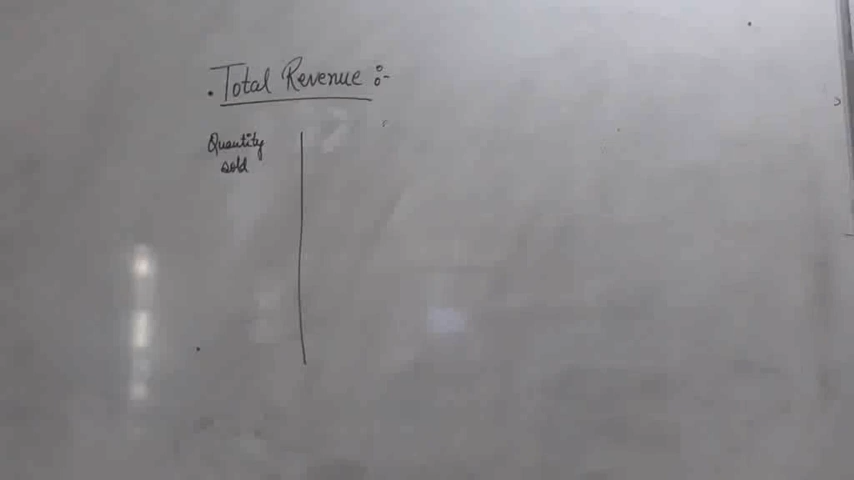 . Total Revenue :-
Quantity
sold